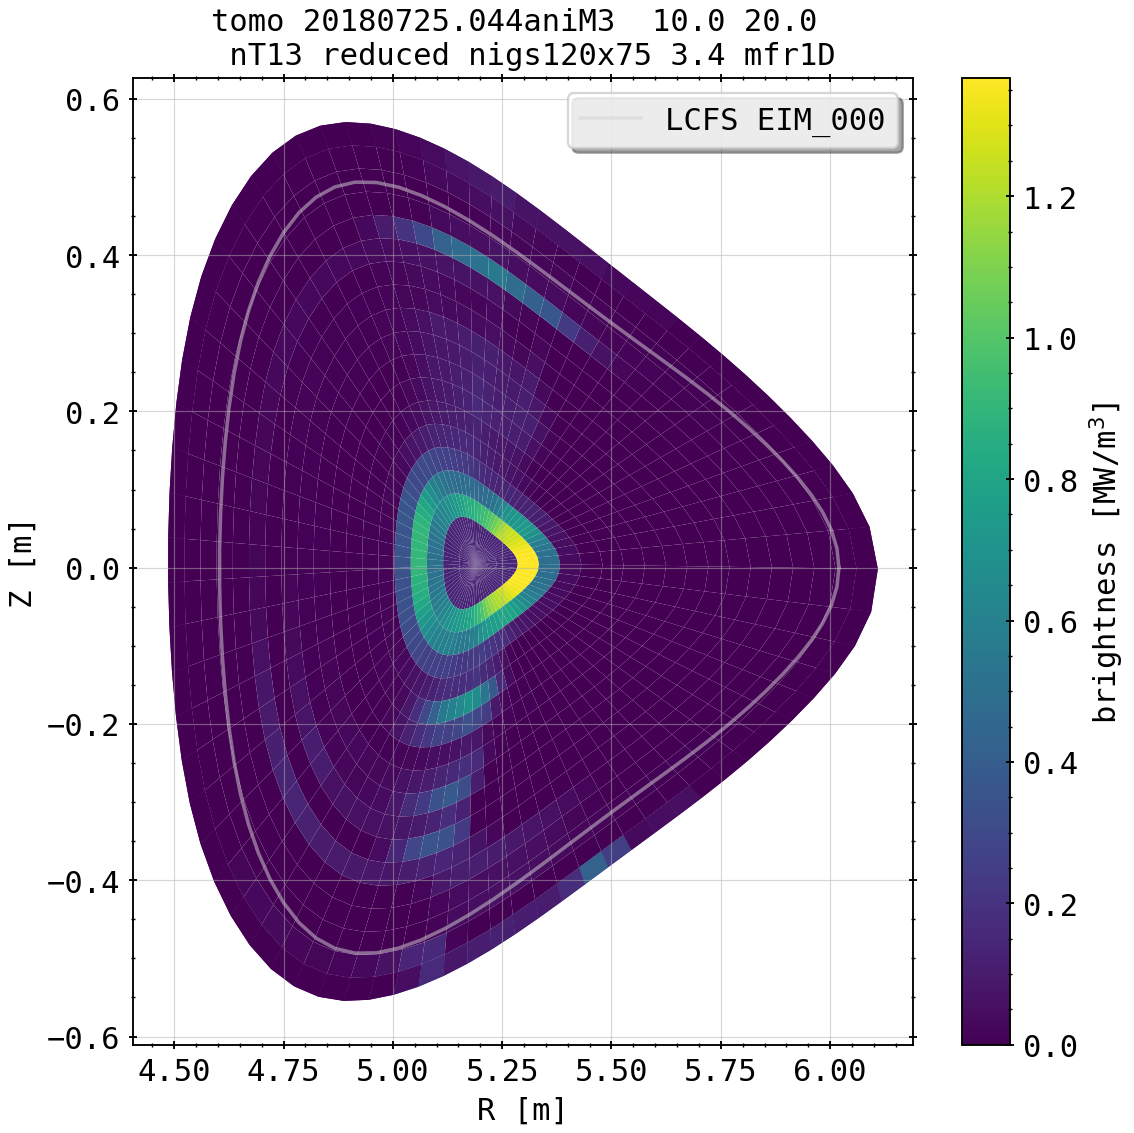 tomo 20180725.044aniM3  10.0 20.0
nT13 reduced nigs120x75 3.4 mfr1D
LCFS EIM_000
0.6
0.4
0.2
0.0
−0.2
−0.4
−0.6
Z [m]
4.50 4.75 5.00 5.25 5.50 5.75 6.00
R [m]
1.2
1.0
0.8
0.6
0.4
0.2
0.0
brightness [MW/m³]